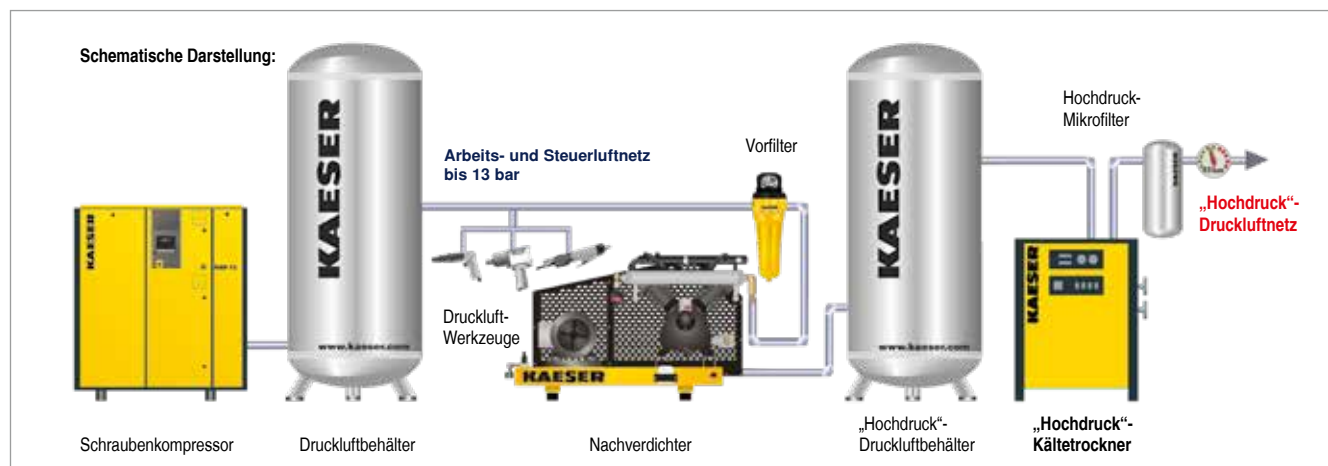 Schematische Darstellung:
KAESER
www.kaeser.com
KAESER
Arbeits- und Steuerluftnetz
bis 13 bar
Druckluft-
Werkzeuge
Vorfilter
KAESER
KAESER
www.kaeser.com
Hochdruck-
Mikrofilter
KAESER
KAESER
„Hochdruck“-
Druckluftnetz
Schraubenkompressor
Druckluftbehälter
Nachverdichter
„Hochdruck“-
Druckluftbehälter
„Hochdruck“-
Kältetrockner